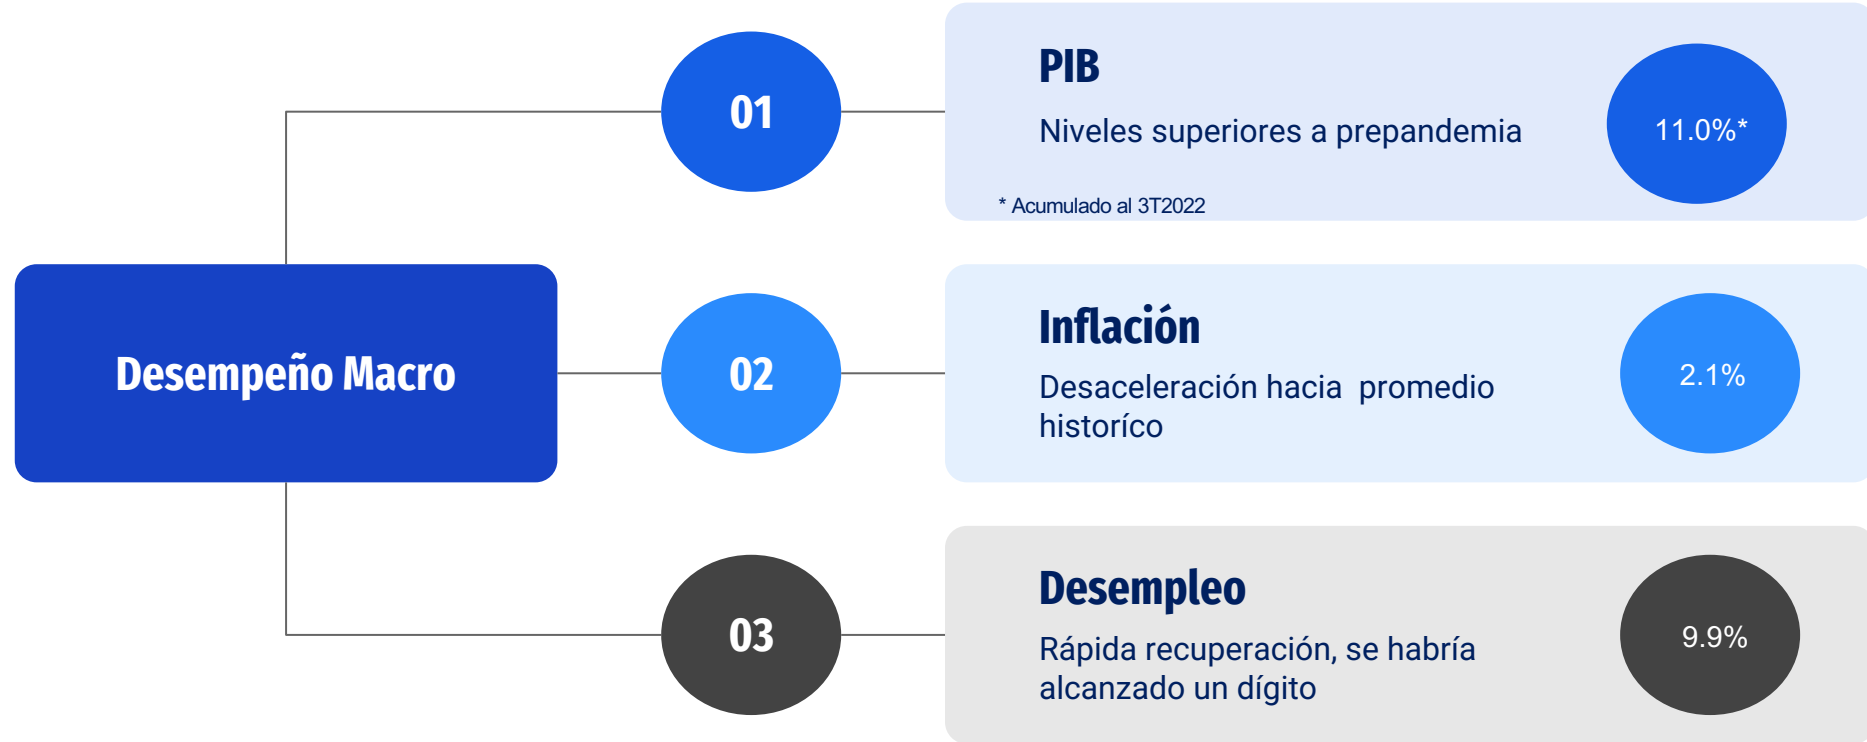 01
PIB
Niveles superiores a prepandemia
11.0%*
* Acumulado al 3T2022
Desempeño Macro
02
Inflación
Desaceleración hacia  promedio
historíco
2.1%
03
Desempleo
Rápida recuperación, se habría
alcanzado un dígito
9.9%